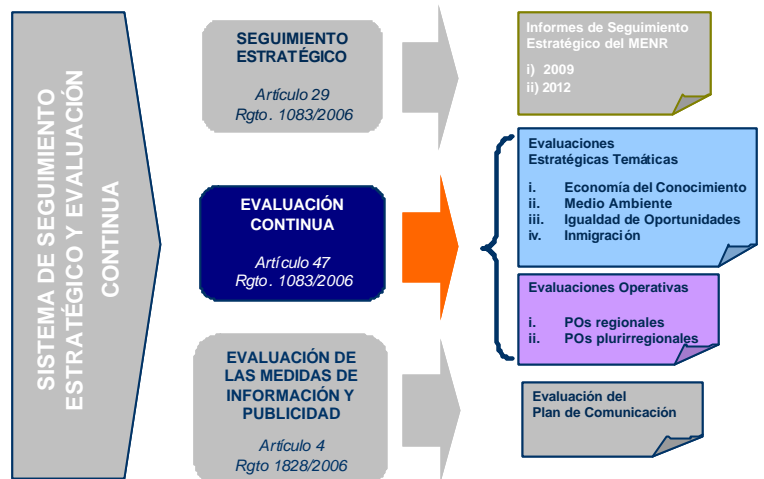 SISTEMA DE SEGUIMIENTO
ESTRATÉGICO Y EVALUACIÓN
CONTINUA
SEGUIMIENTO
ESTRATÉGICO
Artículo 29
Rgto. 1083/2006
Informes de Seguimiento
Estratégico del MENR
i) 2009
ii) 2012
EVALUACIÓN
CONTINUA
Artículo 47
Rgto. 1083/2006
Evaluaciones
Estratégicas Temáticas
i. Economía del Conocimiento
ii. Medio Ambiente
iii. Igualdad de Oportunidades
iv. Inmigración
Evaluaciones Operativas
i. POs regionales
ii. POs plurirregionales
EVALUACIÓN DE
LAS MEDIDAS DE
INFORMACIÓN Y
PUBLICIDAD
Artículo 4
Rgto 1828/2006
Evaluación del
Plan de Comunicación